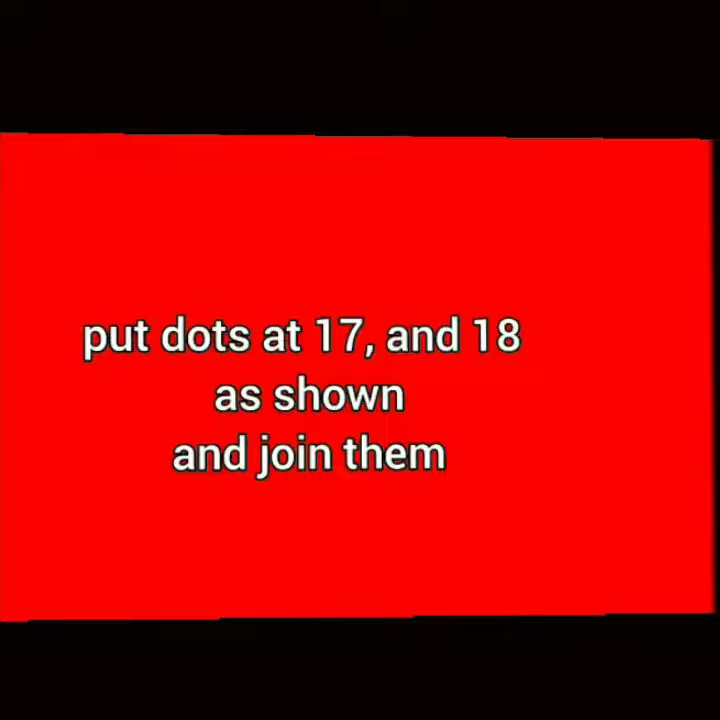 put dots at 17, and 18
as shown
and join them